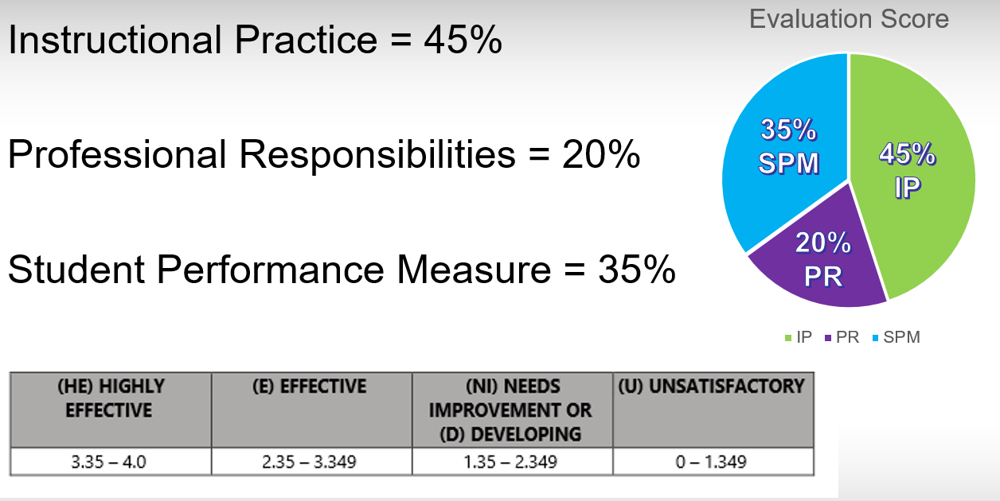 Instructional Practice = 45%
Professional Responsibilities = 20%
Student Performance Measure = 35%
Evaluation Score
35%
SPM
45%
IP
20%
PR
IP PR SPM
(HE) HIGHLY
EFFECTIVE
(E) EFFECTIVE
(NI) NEEDS
IMPROVEMENT OR
(D) DEVELOPING
(U) UNSATISFACTORY
3.35 – 4.0
2.35 – 3.349
1.35 – 2.349
0 – 1.349